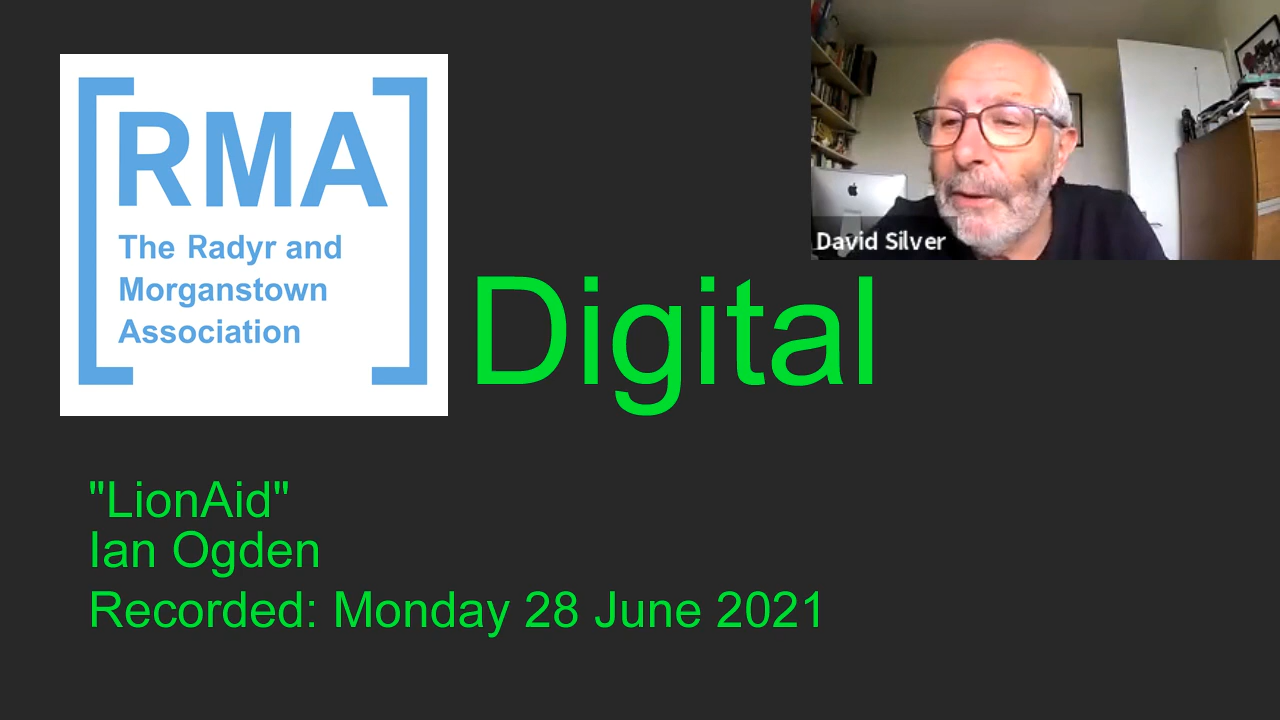 RMA
The Radyr and
Morganstown
Association
David Silver
Digital
"LionAid"
Ian Ogden
Recorded: Monday 28 June 2021